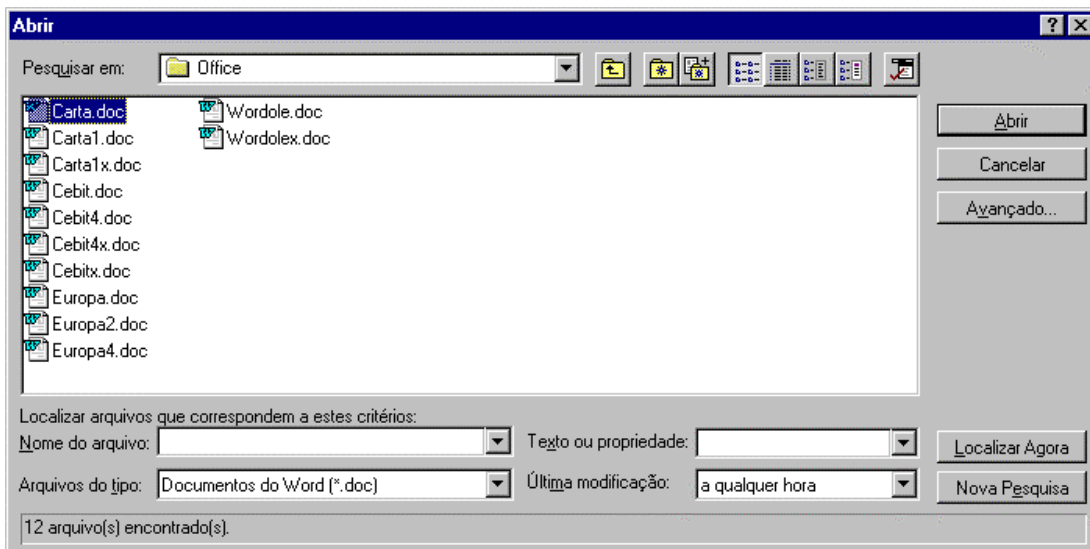 Abrir
Pesquisar em: Office
Carta.doc Wordole.doc
Carta1.doc Wordolex.doc
Carta1x.doc
Cebit.doc
Cebit4.doc
Cebit4x.doc
Cebitx.doc
Europa.doc
Europa2.doc
Europa4.doc
Abrir
Cancelar
Avançado...
Localizar arquivos que correspondem a estes critérios:
Nome do arquivo: Texto ou propriedade: Localizar Agora
Arquivos do tipo: Documentos do Word (*.doc) Última modificação: a qualquer hora Nova Pesquisa
12 arquivo(s) encontrado(s).